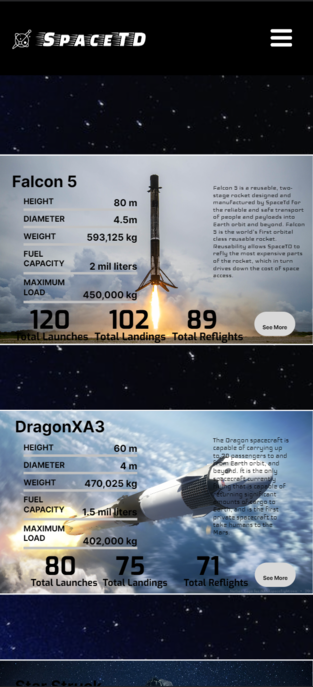 SPACETD
Falcon 5
HEIGHT 80 m
DIAMETER 4.5m
WEIGHT 593,125 kg
FUEL
CAPACITY 2 mil liters
MAXIMUM
LOAD 450,000 kg
Falcon 5 is a reusable, two-
stage rocket designed and
manufactured by Spacetd for
the reliable and safe transport
of people and payloads into
Earth orbit and beyond. Falcon
5 is the world's first orbital
class reusable rocket.
Reusability allows SpaceTD to
refly the most expensive parts
of the rocket, which in turn
drives down the cost of space
access.
120 102 89
Total Launches Total Landings Total Reflights
See More
DragonXA3
HEIGHT 60 m
DIAMETER 4 m
WEIGHT 470,025 kg
FUEL
CAPACITY 1.5 mil liters
MAXIMUM
LOAD 402,000 kg
The Dragon spacecraft is
capable of carrying up
to passengers to and
from Earth orbit, and
beyond. It is the only
spacecraft currently
that is capable of
returning significant
amounts of cargo to
Earth, and is the first
private spacecraft to
take humans to the
80 75 71
Total Launches Total Landings Total Reflights
See More
Star Struck